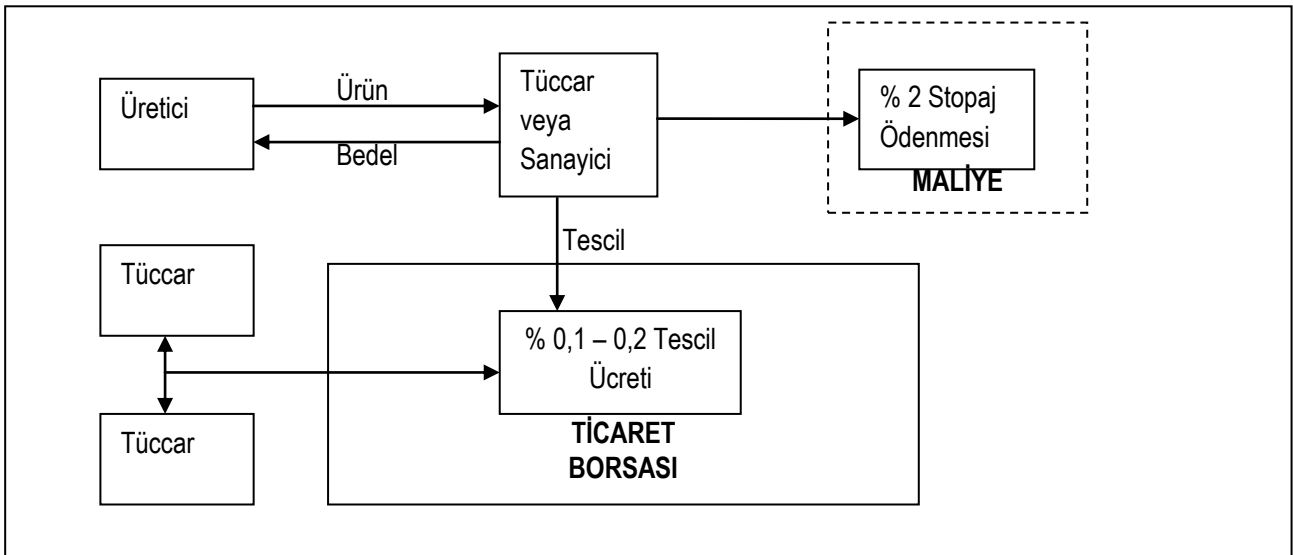 Üretici
Ürün
Bedel
Tüccar
veya
Sanayici
% 2 Stopaj
Ödenmesi
MALİYE
Tescil
Tüccar
Tüccar
% 0,1 – 0,2 Tescil
Ücreti
TİCARET
BORSASI